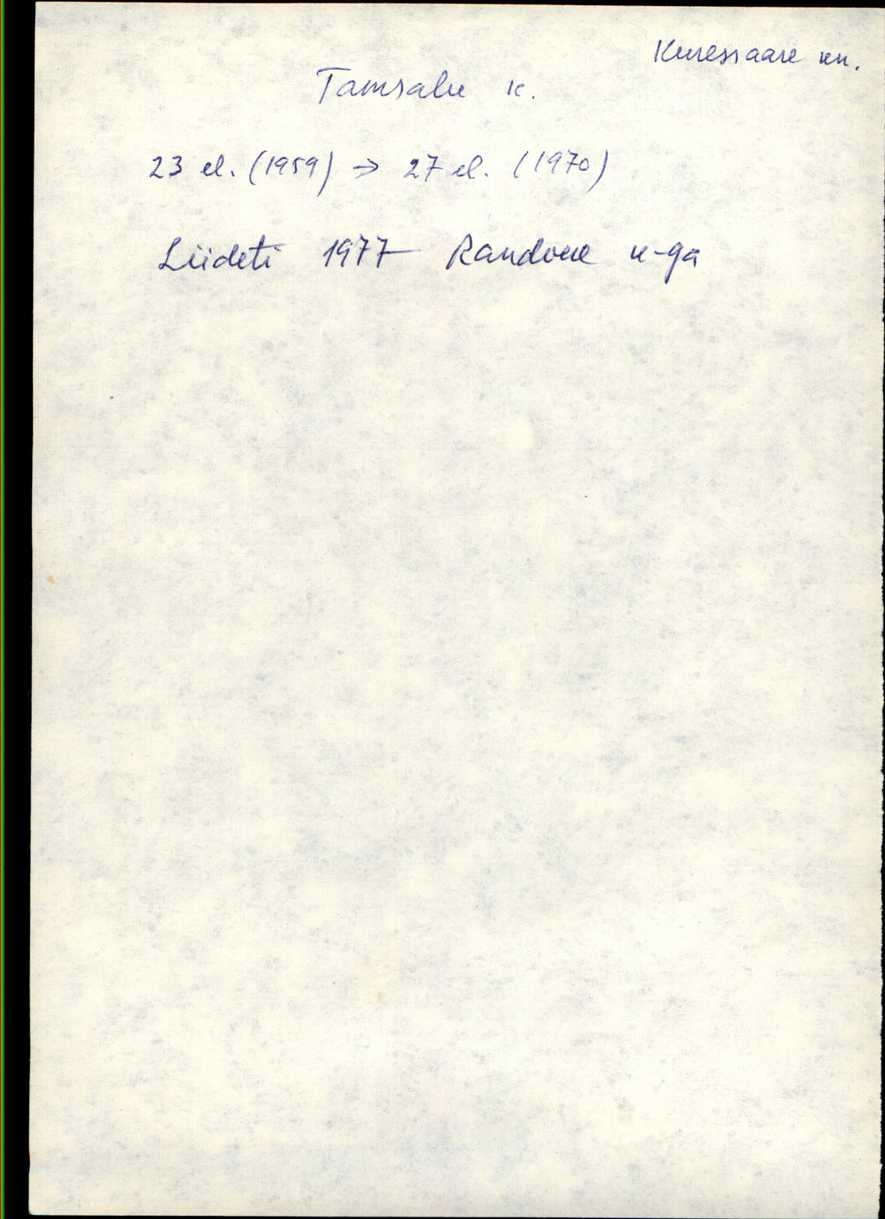 Kuressaare kn.
Tamsalu k.
23 el. (1959) → 27 el. (1970)
Liideti 1977 Randvere k-ga